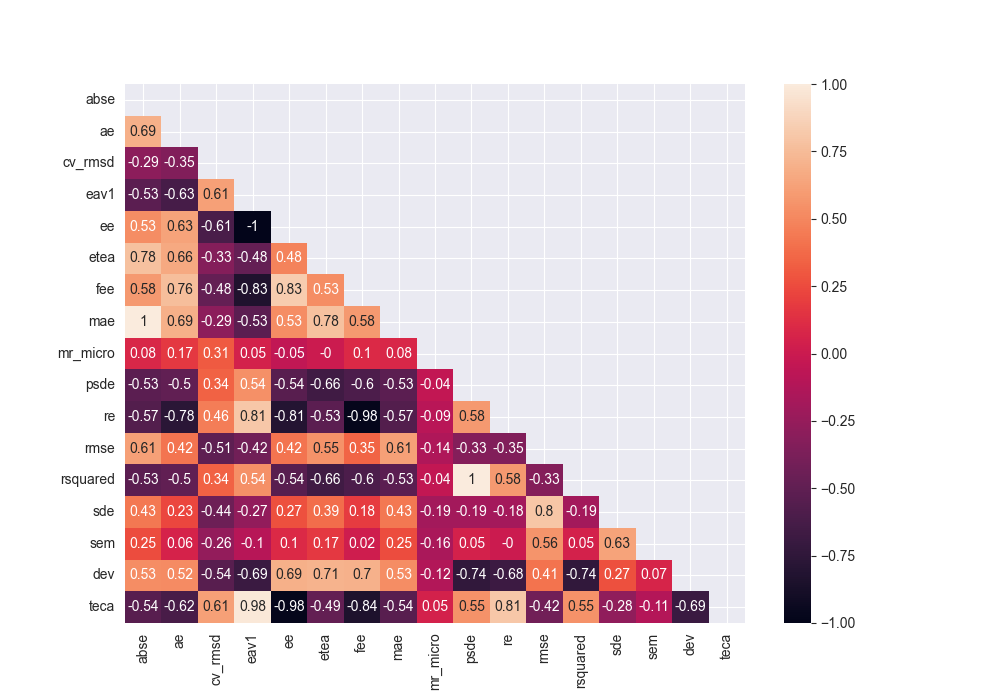 abse
ae 0.69
cv_rmsd -0.29 -0.35
eav1 -0.53 -0.63 0.61
ee 0.53 0.63 -0.61 -1
etea 0.78 0.66 -0.33 -0.48 0.48
fee 0.58 0.76 -0.48 -0.83 0.83 0.53
mae 1 0.69 -0.29 -0.53 0.53 0.78 0.58
mr_micro 0.08 0.17 0.31 0.05 -0.05 -0 0.1 0.08
psde -0.53 -0.5 0.34 0.54 -0.54 -0.66 -0.6 -0.53 -0.04
re -0.57 -0.78 0.46 0.81 -0.81 -0.53 -0.98 -0.57 -0.09 0.58
rmse 0.61 0.42 -0.51 -0.42 0.42 0.55 0.35 0.61 -0.14 -0.33 -0.35
rsquared -0.53 -0.5 0.34 0.54 -0.54 -0.66 -0.6 -0.53 -0.04 1 0.58 -0.33
sde 0.43 0.23 -0.44 -0.27 0.27 0.39 0.18 0.43 -0.19 -0.19 -0.18 0.8 -0.19
sem 0.25 0.06 -0.26 -0.1 0.1 0.17 0.02 0.25 -0.16 0.05 -0 0.56 0.05 0.63
dev 0.53 0.52 -0.54 -0.69 0.69 0.71 0.7 0.53 -0.12 -0.74 -0.68 0.41 -0.74 0.27 0.07
teca -0.54 -0.62 0.61 0.98 -0.98 -0.49 -0.84 -0.54 0.05 0.55 0.81 -0.42 0.55 -0.28 -0.11 -0.69
abse ae cv_rmsd eav1 ee etea fee mae mr_micro psde re rmse rsquared sde sem dev teca
1.00
0.75
0.50
0.25
0.00
−0.25
−0.50
−0.75
−1.00